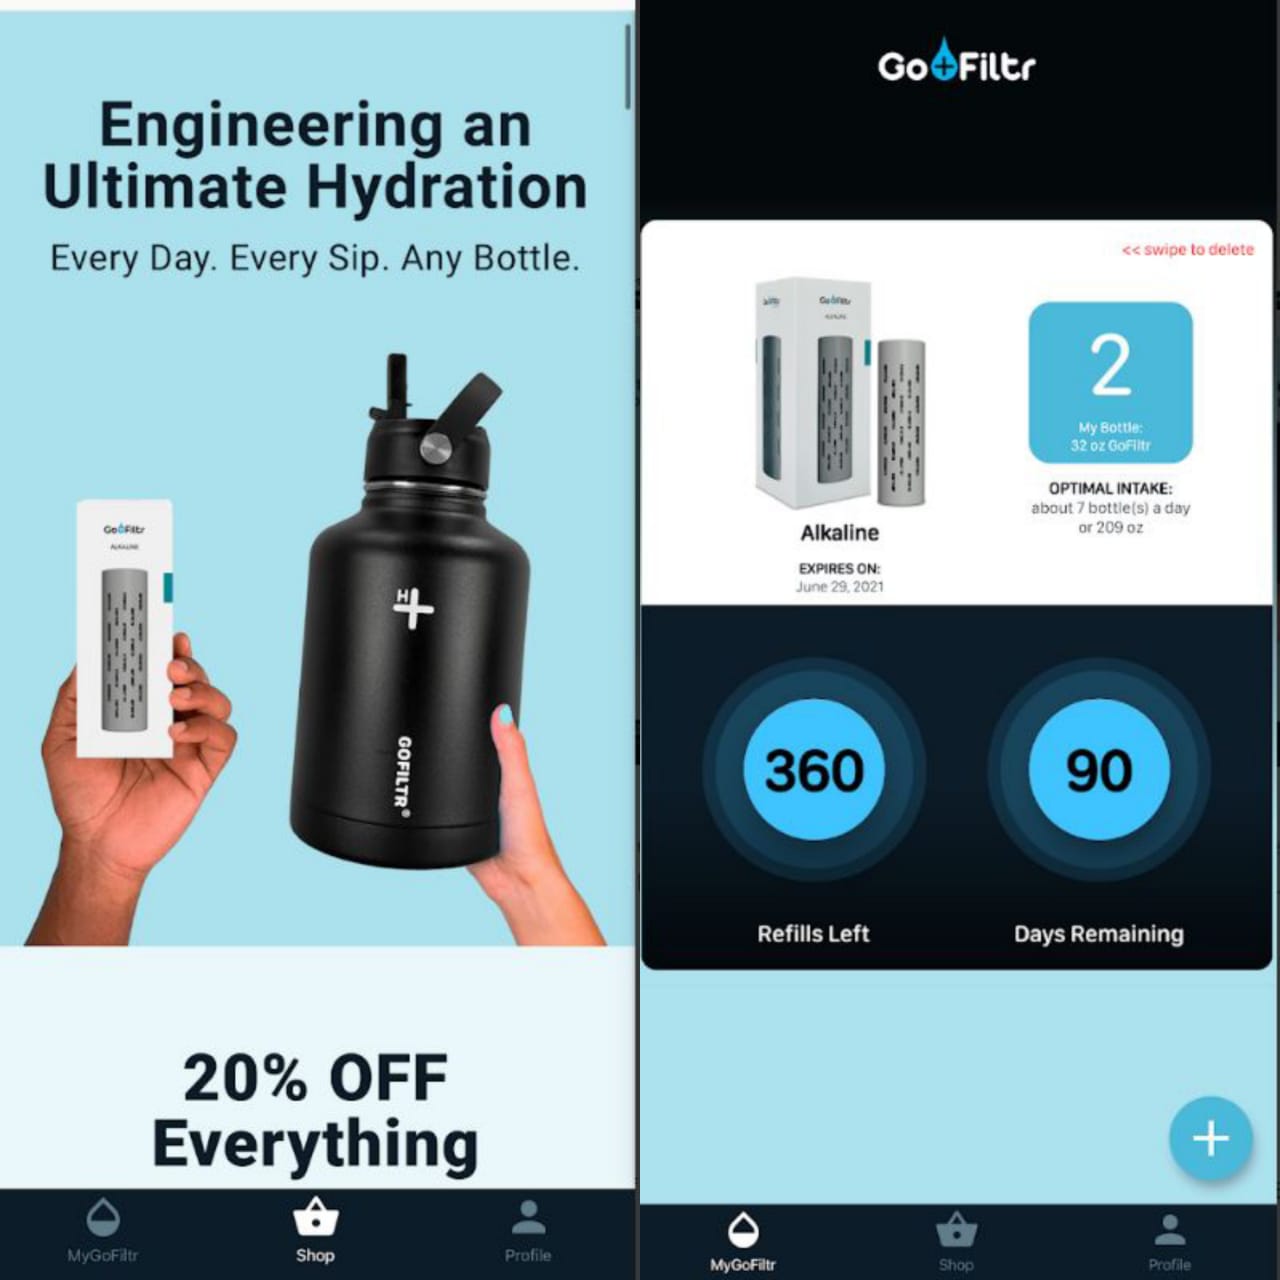 Engineering an
Ultimate Hydration
Every Day. Every Sip. Any Bottle.
GoFiltr
ALKALINE
H
GOFILTR®
20% OFF
Everything
MyGoFiltr
Shop
Profile
GoFiltr
<< swipe to delete
GoFiltr
GoFiltr
ALKALINE
Alkaline
EXPIRES ON:
June 29, 2021
2
My Bottle:
32 oz GoFiltr
OPTIMAL INTAKE:
about 7 bottle(s) a day
or 209 oz
360
Refills Left
90
Days Remaining
MyGoFiltr
Shop
Profile